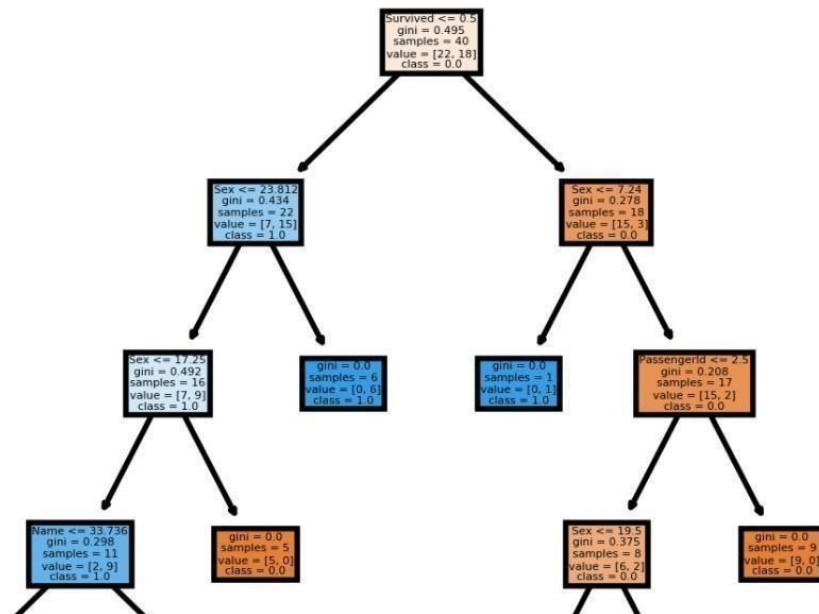 Survived <= 0.5
gini = 0.495
samples = 40
value = [22, 18]
class = 0.0
Sex <= 23.812
gini = 0.434
samples = 22
value = [7, 15]
class = 1.0
Sex <= 7.24
gini = 0.278
samples = 18
value = [15, 3]
class = 0.0
Sex <= 17.25
gini = 0.492
samples = 16
value = [7, 9]
class = 1.0
gini = 0.0
samples = 6
value = [0, 6]
class = 1.0
gini = 0.0
samples = 1
value = [0, 1]
class = 1.0
PassengerId <= 2.5
gini = 0.208
samples = 17
value = [15, 2]
class = 0.0
Name <= 33.736
gini = 0.298
samples = 11
value = [2, 9]
class = 1.0
gini = 0.0
samples = 5
value = [5, 0]
class = 0.0
Sex <= 19.5
gini = 0.375
samples = 8
value = [6, 2]
class = 0.0
gini = 0.0
samples = 9
value = [9, 0]
class = 0.0